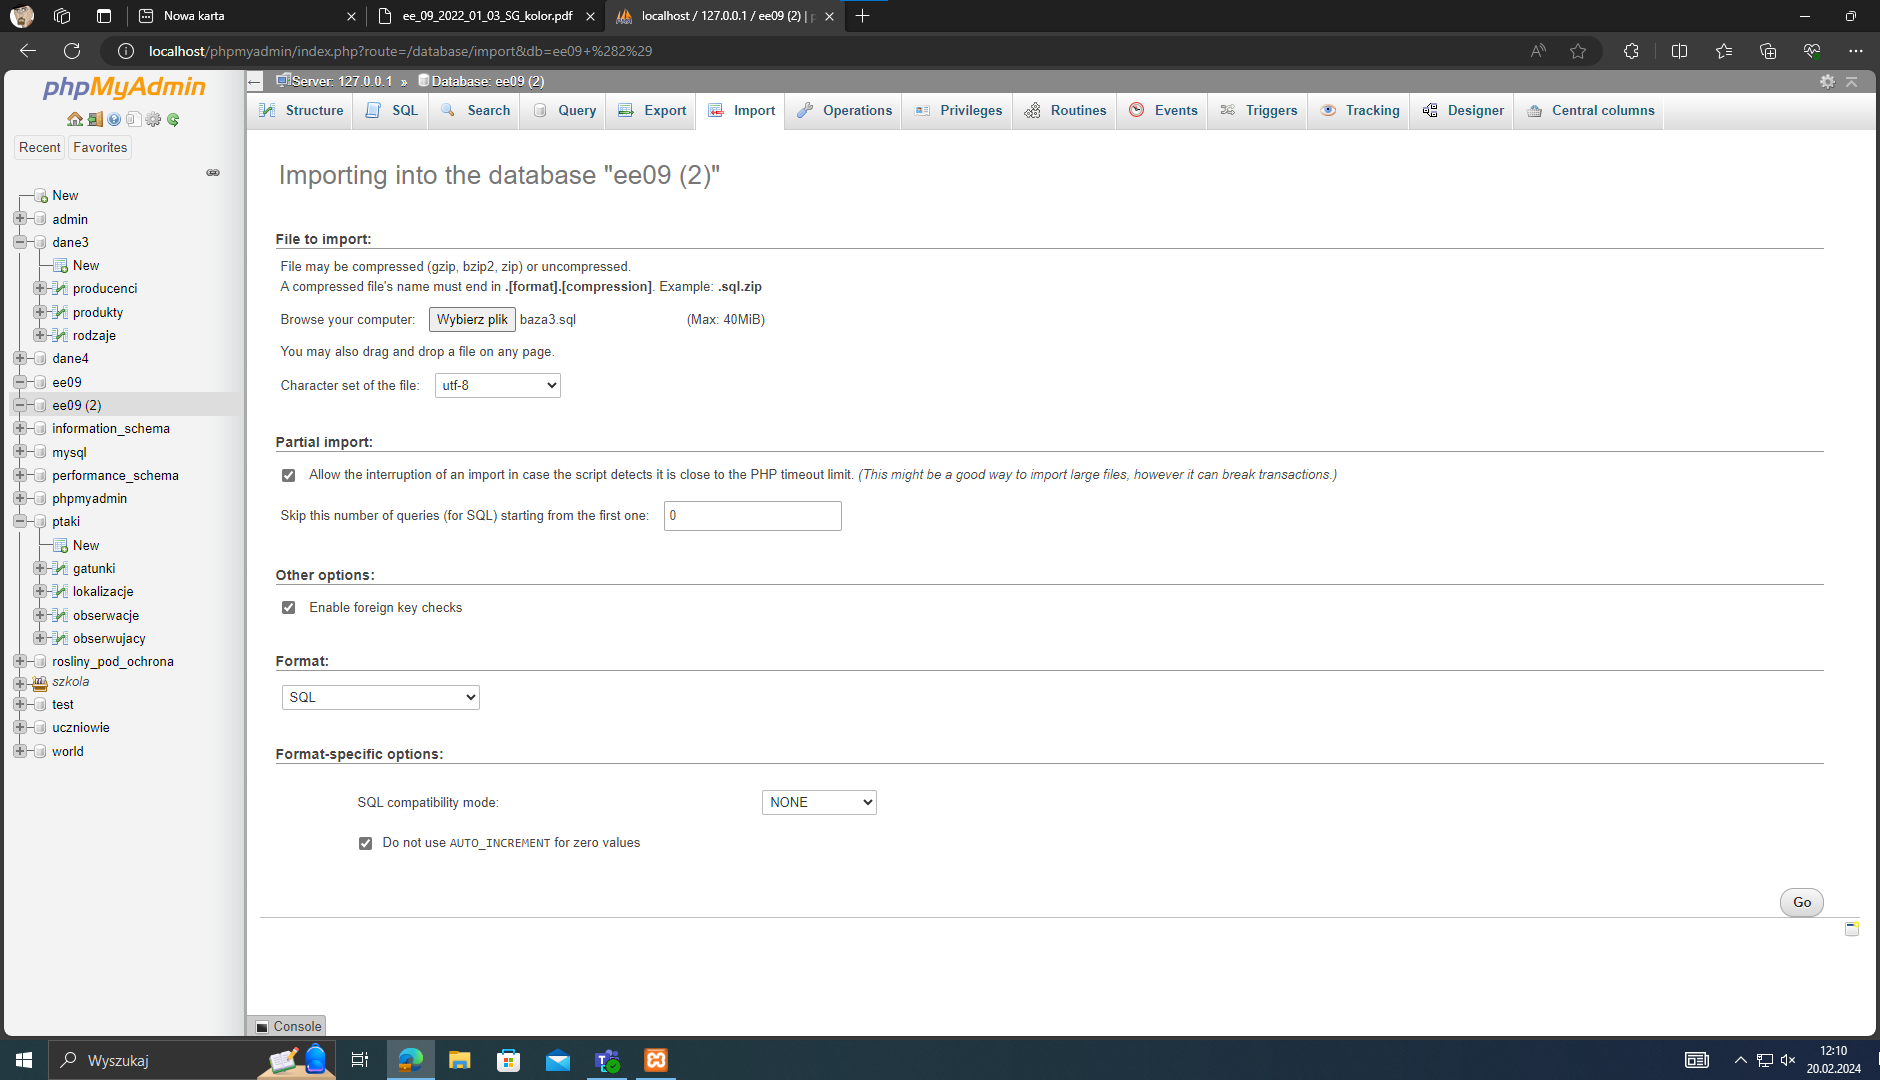 Nowa karta
ee_09_2022_01_03_SG_kolor.pdf
localhost / 127.0.0.1 / ee09 (2) | p
localhost/phpmyadmin/index.php?route=/database/import&db=ee09+%282%29
phpMyAdmin
Recent
Favorites
New
admin
dane3
New
producenci
produkty
rodzaje
dane4
ee09
ee09 (2)
information_schema
mysql
performance_schema
phpmyadmin
ptaki
New
gatunki
lokalizacje
obserwacje
obserwujacy
rosliny_pod_ochrona
szkola
test
uczniowie
world
Server: 127.0.0.1 » Database: ee09 (2)
Structure
SQL
Search
Query
Export
Import
Operations
Privileges
Routines
Events
Triggers
Tracking
Designer
Central columns
Importing into the database "ee09 (2)"
File to import:
File may be compressed (gzip, bzip2, zip) or uncompressed.
A compressed file's name must end in .[format].[compression]. Example: .sql.zip
Browse your computer: Wybierz plik baza3.sql (Max: 40MiB)
You may also drag and drop a file on any page.
Character set of the file: utf-8
Partial import:
Allow the interruption of an import in case the script detects it is close to the PHP timeout limit. (This might be a good way to import large files, however it can break transactions.)
Skip this number of queries (for SQL) starting from the first one: 0
Other options:
Enable foreign key checks
Format:
SQL
Format-specific options:
SQL compatibility mode: NONE
Do not use AUTO_INCREMENT for zero values
Go
Console
Wyszukaj
12:10
20.02.2024